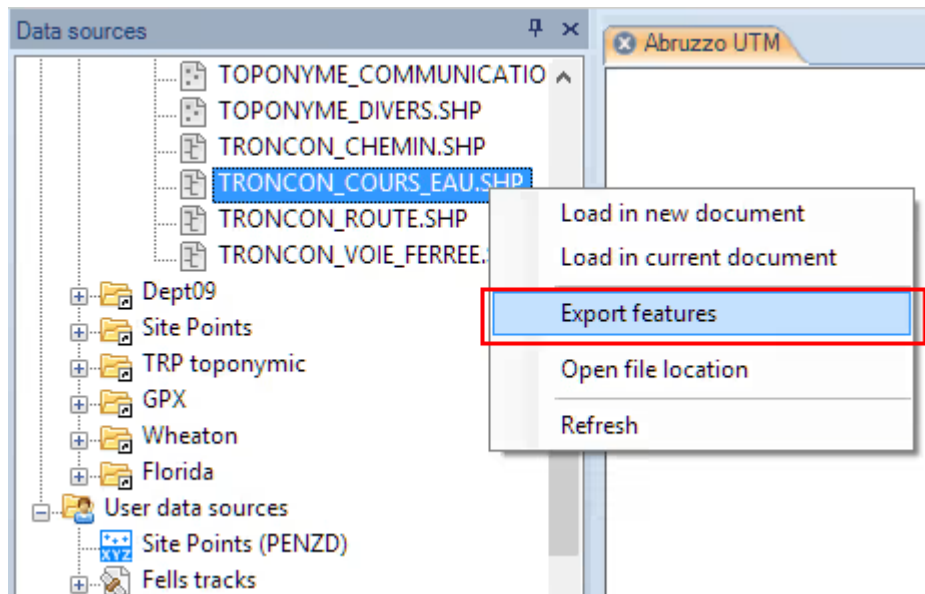 Data sources
Abruzzo UTM
TOPONYME_COMMUNICATIO
TOPONYME_DIVERS.SHP
TRONCON_CHEMIN.SHP
TRONCON_COURS_EAU.SHP
TRONCON_ROUTE.SHP
TRONCON_VOIE_FERREE.
Dept09
Site Points
TRP toponymic
GPX
Wheaton
Florida
User data sources
XYZ
Site Points (PENZD)
Fells tracks
Load in new document
Load in current document
Export features
Open file location
Refresh